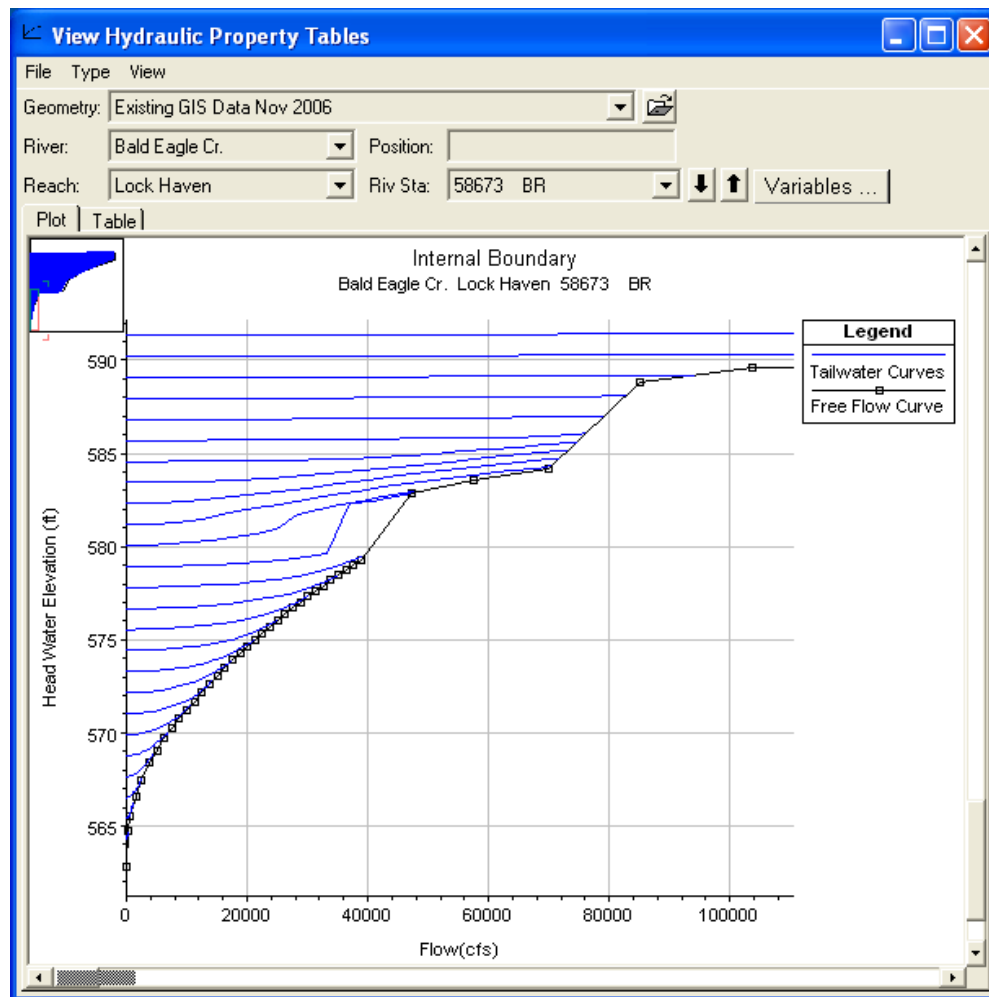 View Hydraulic Property Tables
File Type View
Geometry: Existing GIS Data Nov 2006
River: Bald Eagle Cr. Position:
Reach: Lock Haven Riv Sta: 58673 BR Variables ...
Plot Table
Internal Boundary
Bald Eagle Cr. Lock Haven 58673 BR
Legend
Tailwater Curves
Free Flow Curve
Head Water Elevation (ft)
590
585
580
575
570
565
0 20000 40000 60000 80000 100000
Flow(cfs)